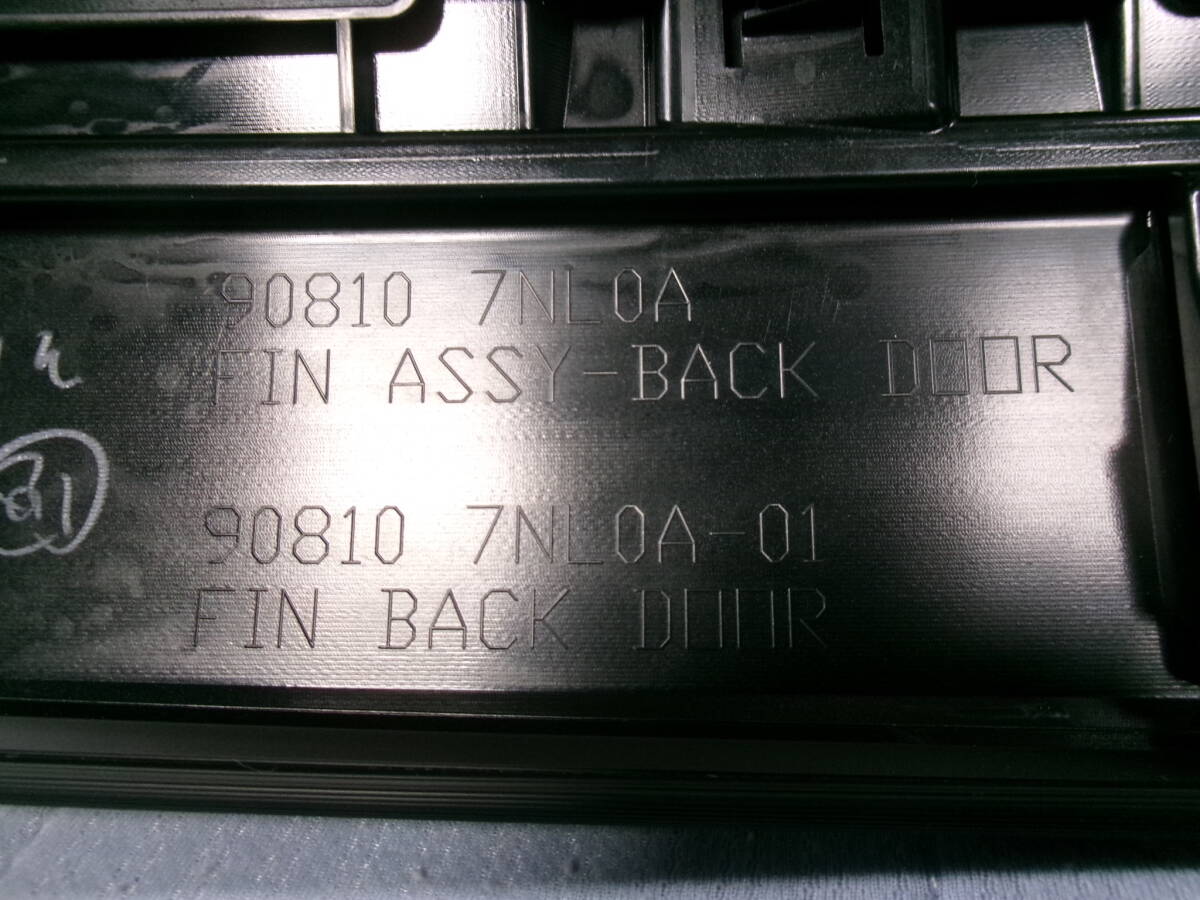 90810 7NL0A
FIN ASSY-BACK DOOR
90810 7NL0A-01
FIN BACK DOOR